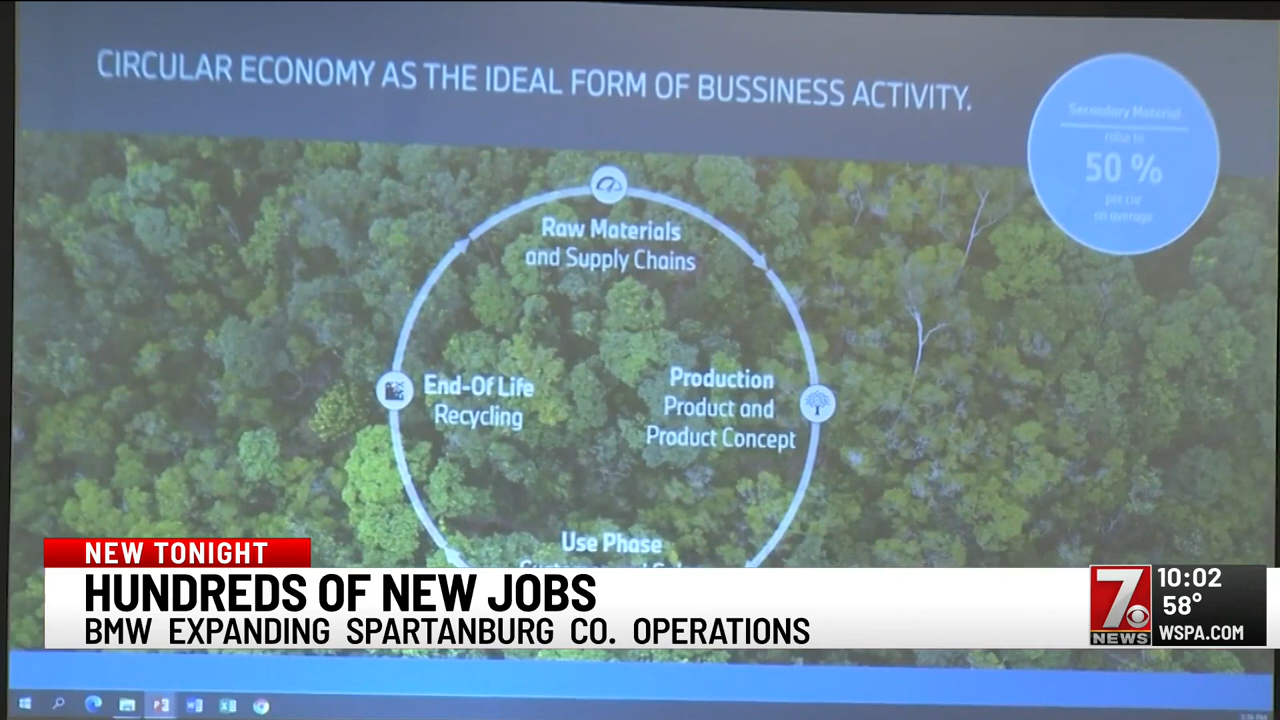 CIRCULAR ECONOMY AS THE IDEAL FORM OF BUSSINESS ACTIVITY.
Secondary Material
raise to
50 %
per car
on average
Raw Materials
and Supply Chains
End-Of Life
Recycling
Production
Product and
Product Concept
Use Phase
NEW TONIGHT
HUNDREDS OF NEW JOBS
BMW EXPANDING SPARTANBURG CO. OPERATIONS
7
NEWS
10:02
58°
WSPA.COM